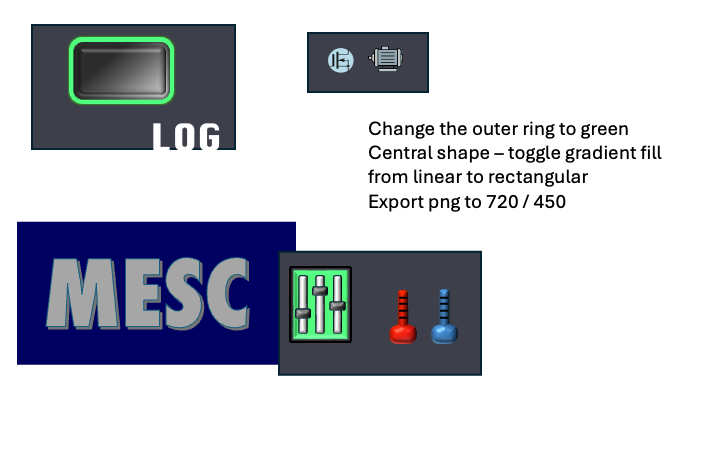 LOG
Change the outer ring to green
Central shape – toggle gradient fill
from linear to rectangular
Export png to 720 / 450
MESC